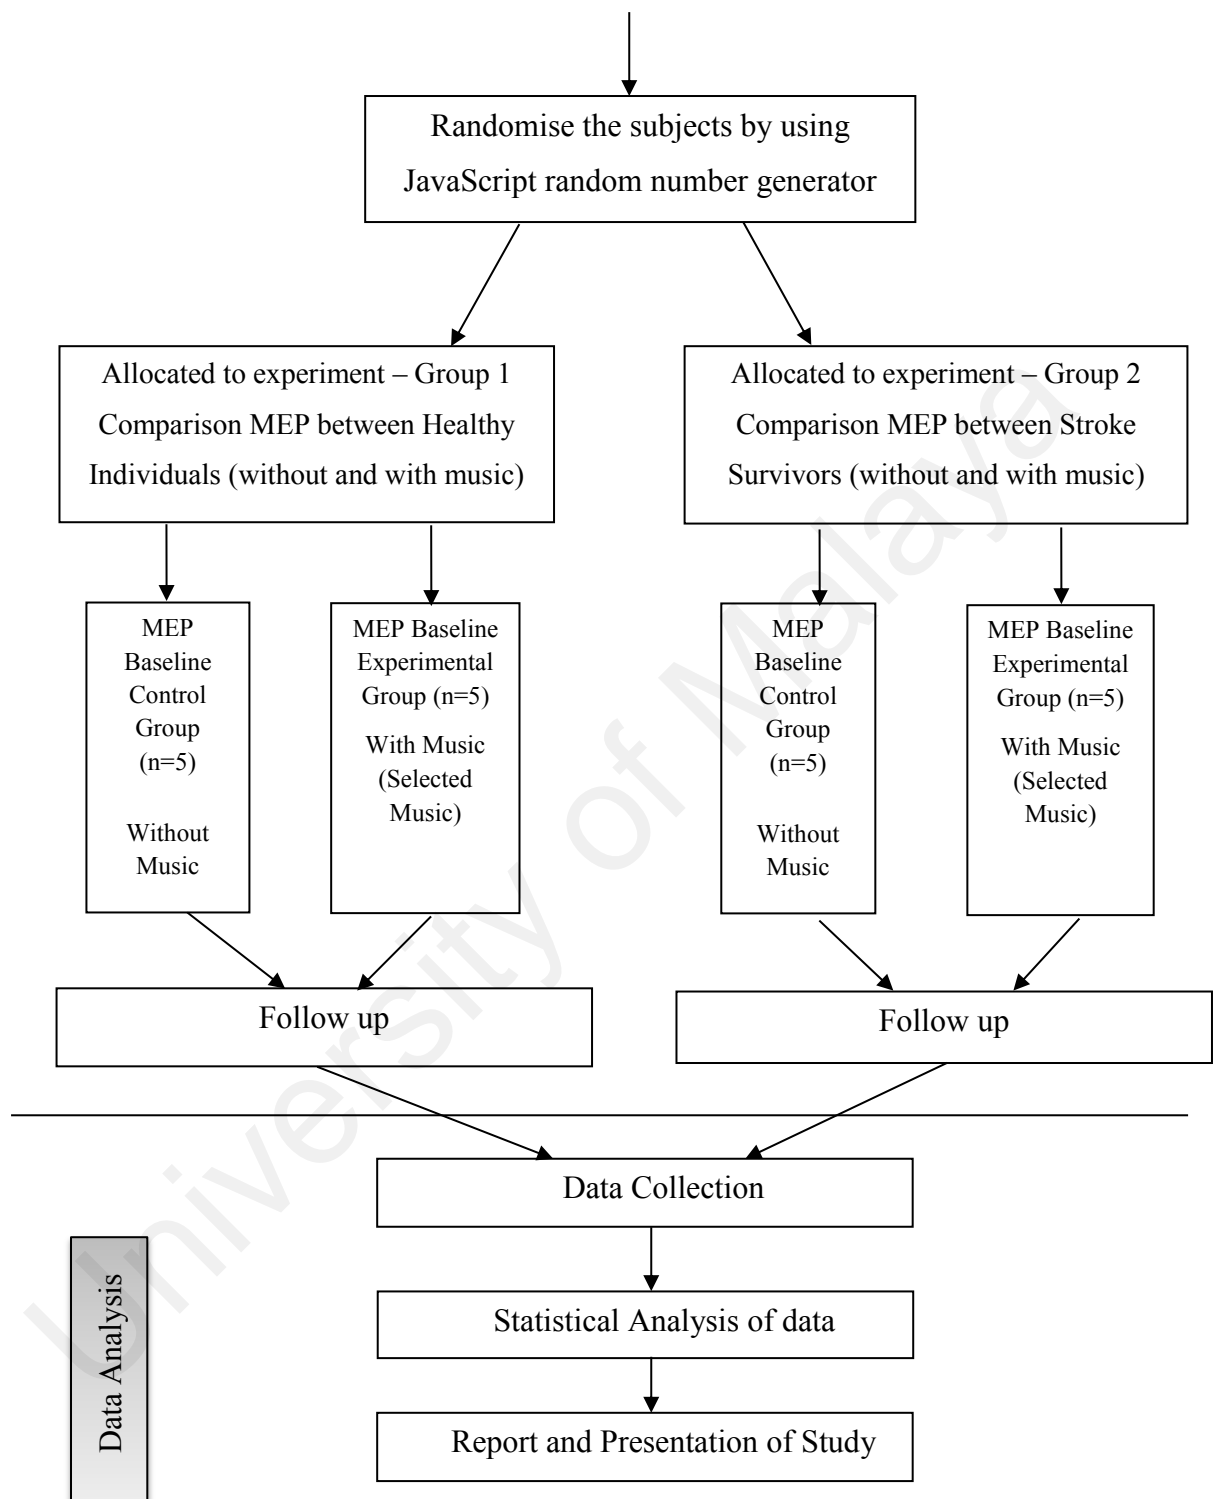 Randomise the subjects by using
JavaScript random number generator
Allocated to experiment – Group 1
Comparison MEP between Healthy
Individuals (without and with music)
Allocated to experiment – Group 2
Comparison MEP between Stroke
Survivors (without and with music)
MEP
Baseline
Control
Group
(n=5)
Without
Music
MEP Baseline
Experimental
Group (n=5)
With Music
(Selected
Music)
MEP
Baseline
Control
Group
(n=5)
Without
Music
MEP Baseline
Experimental
Group (n=5)
With Music
(Selected
Music)
Follow up
Follow up
Data Collection
Statistical Analysis of data
Report and Presentation of Study
Data Analysis
University of Malaya